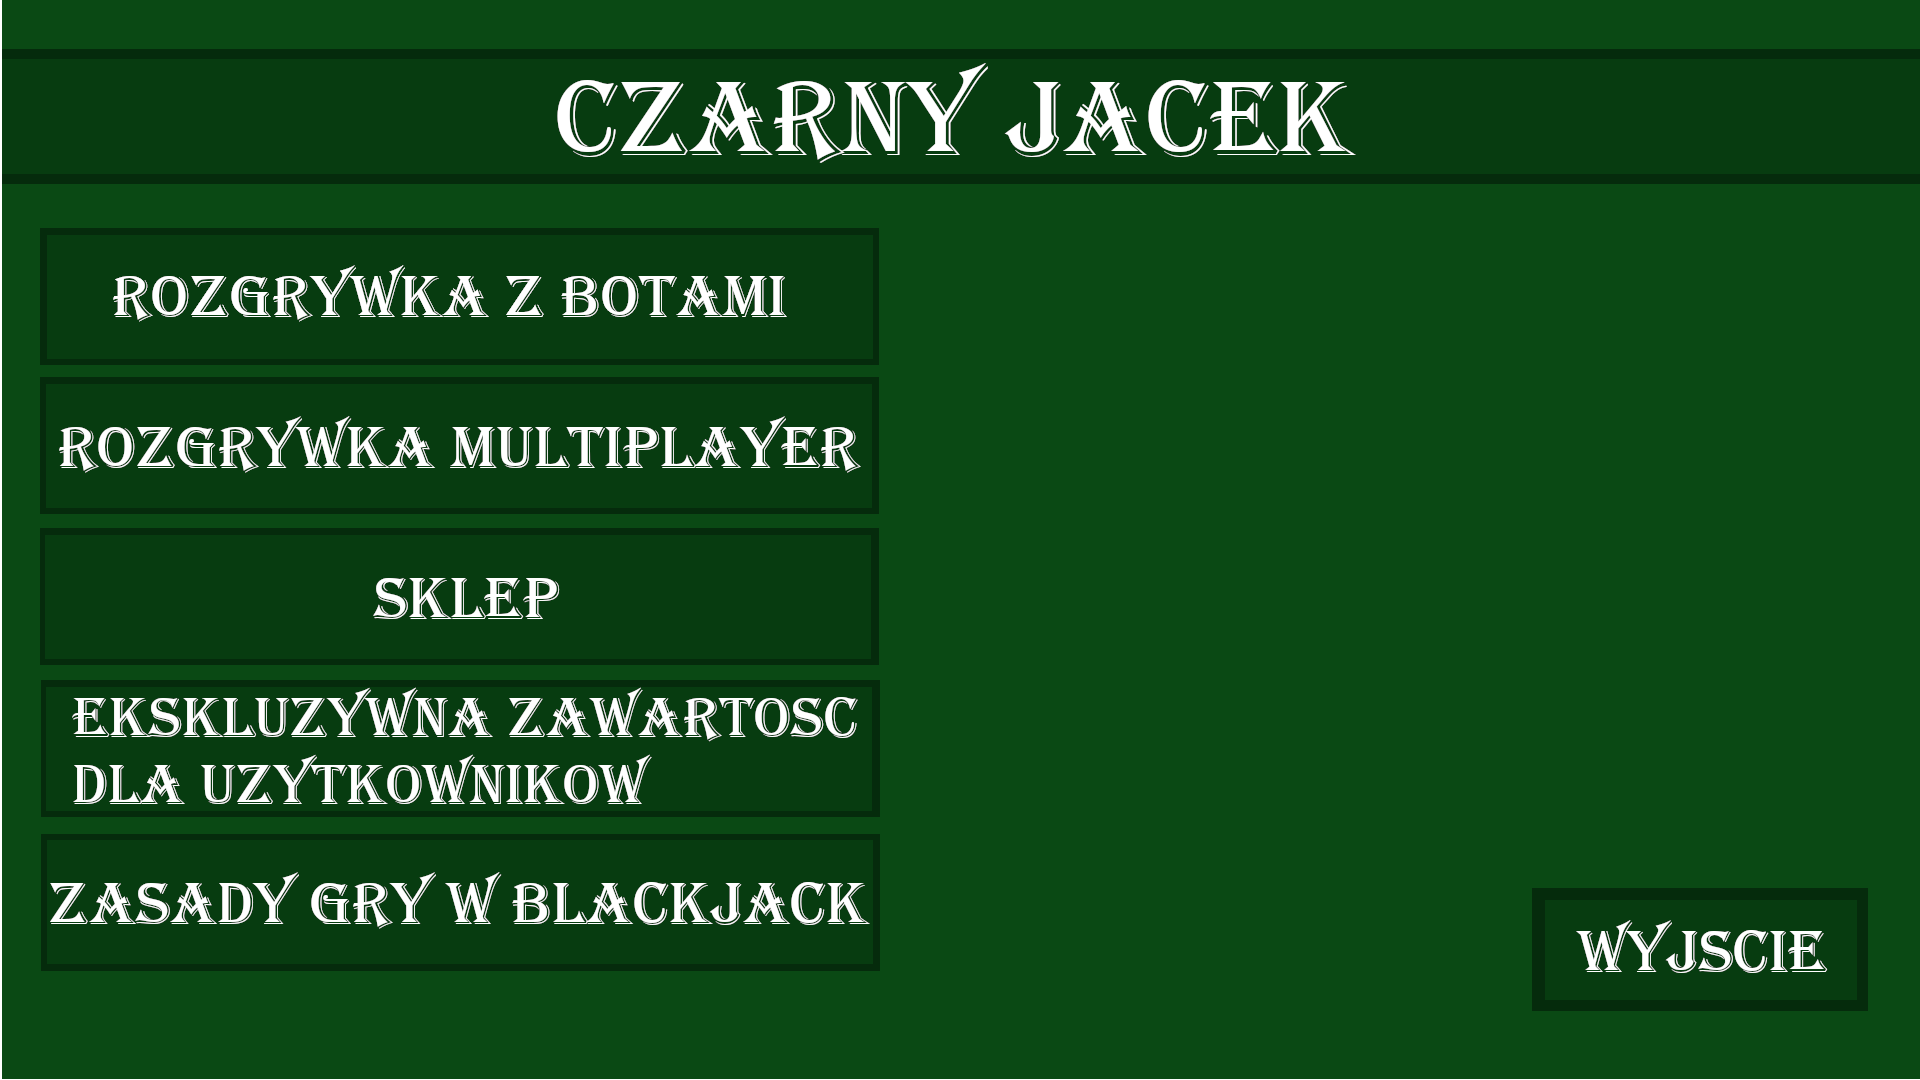 CZARNY JACEK
ROZGRYWKA Z BOTAMI
ROZGRYWKA MULTIPLAYER
SKLEP
EKSKLUZYWNA ZAWARTOSC
DLA UZYTKOWNIKOW
ZASADY GRY W BLACKJACK
WYJSCIE